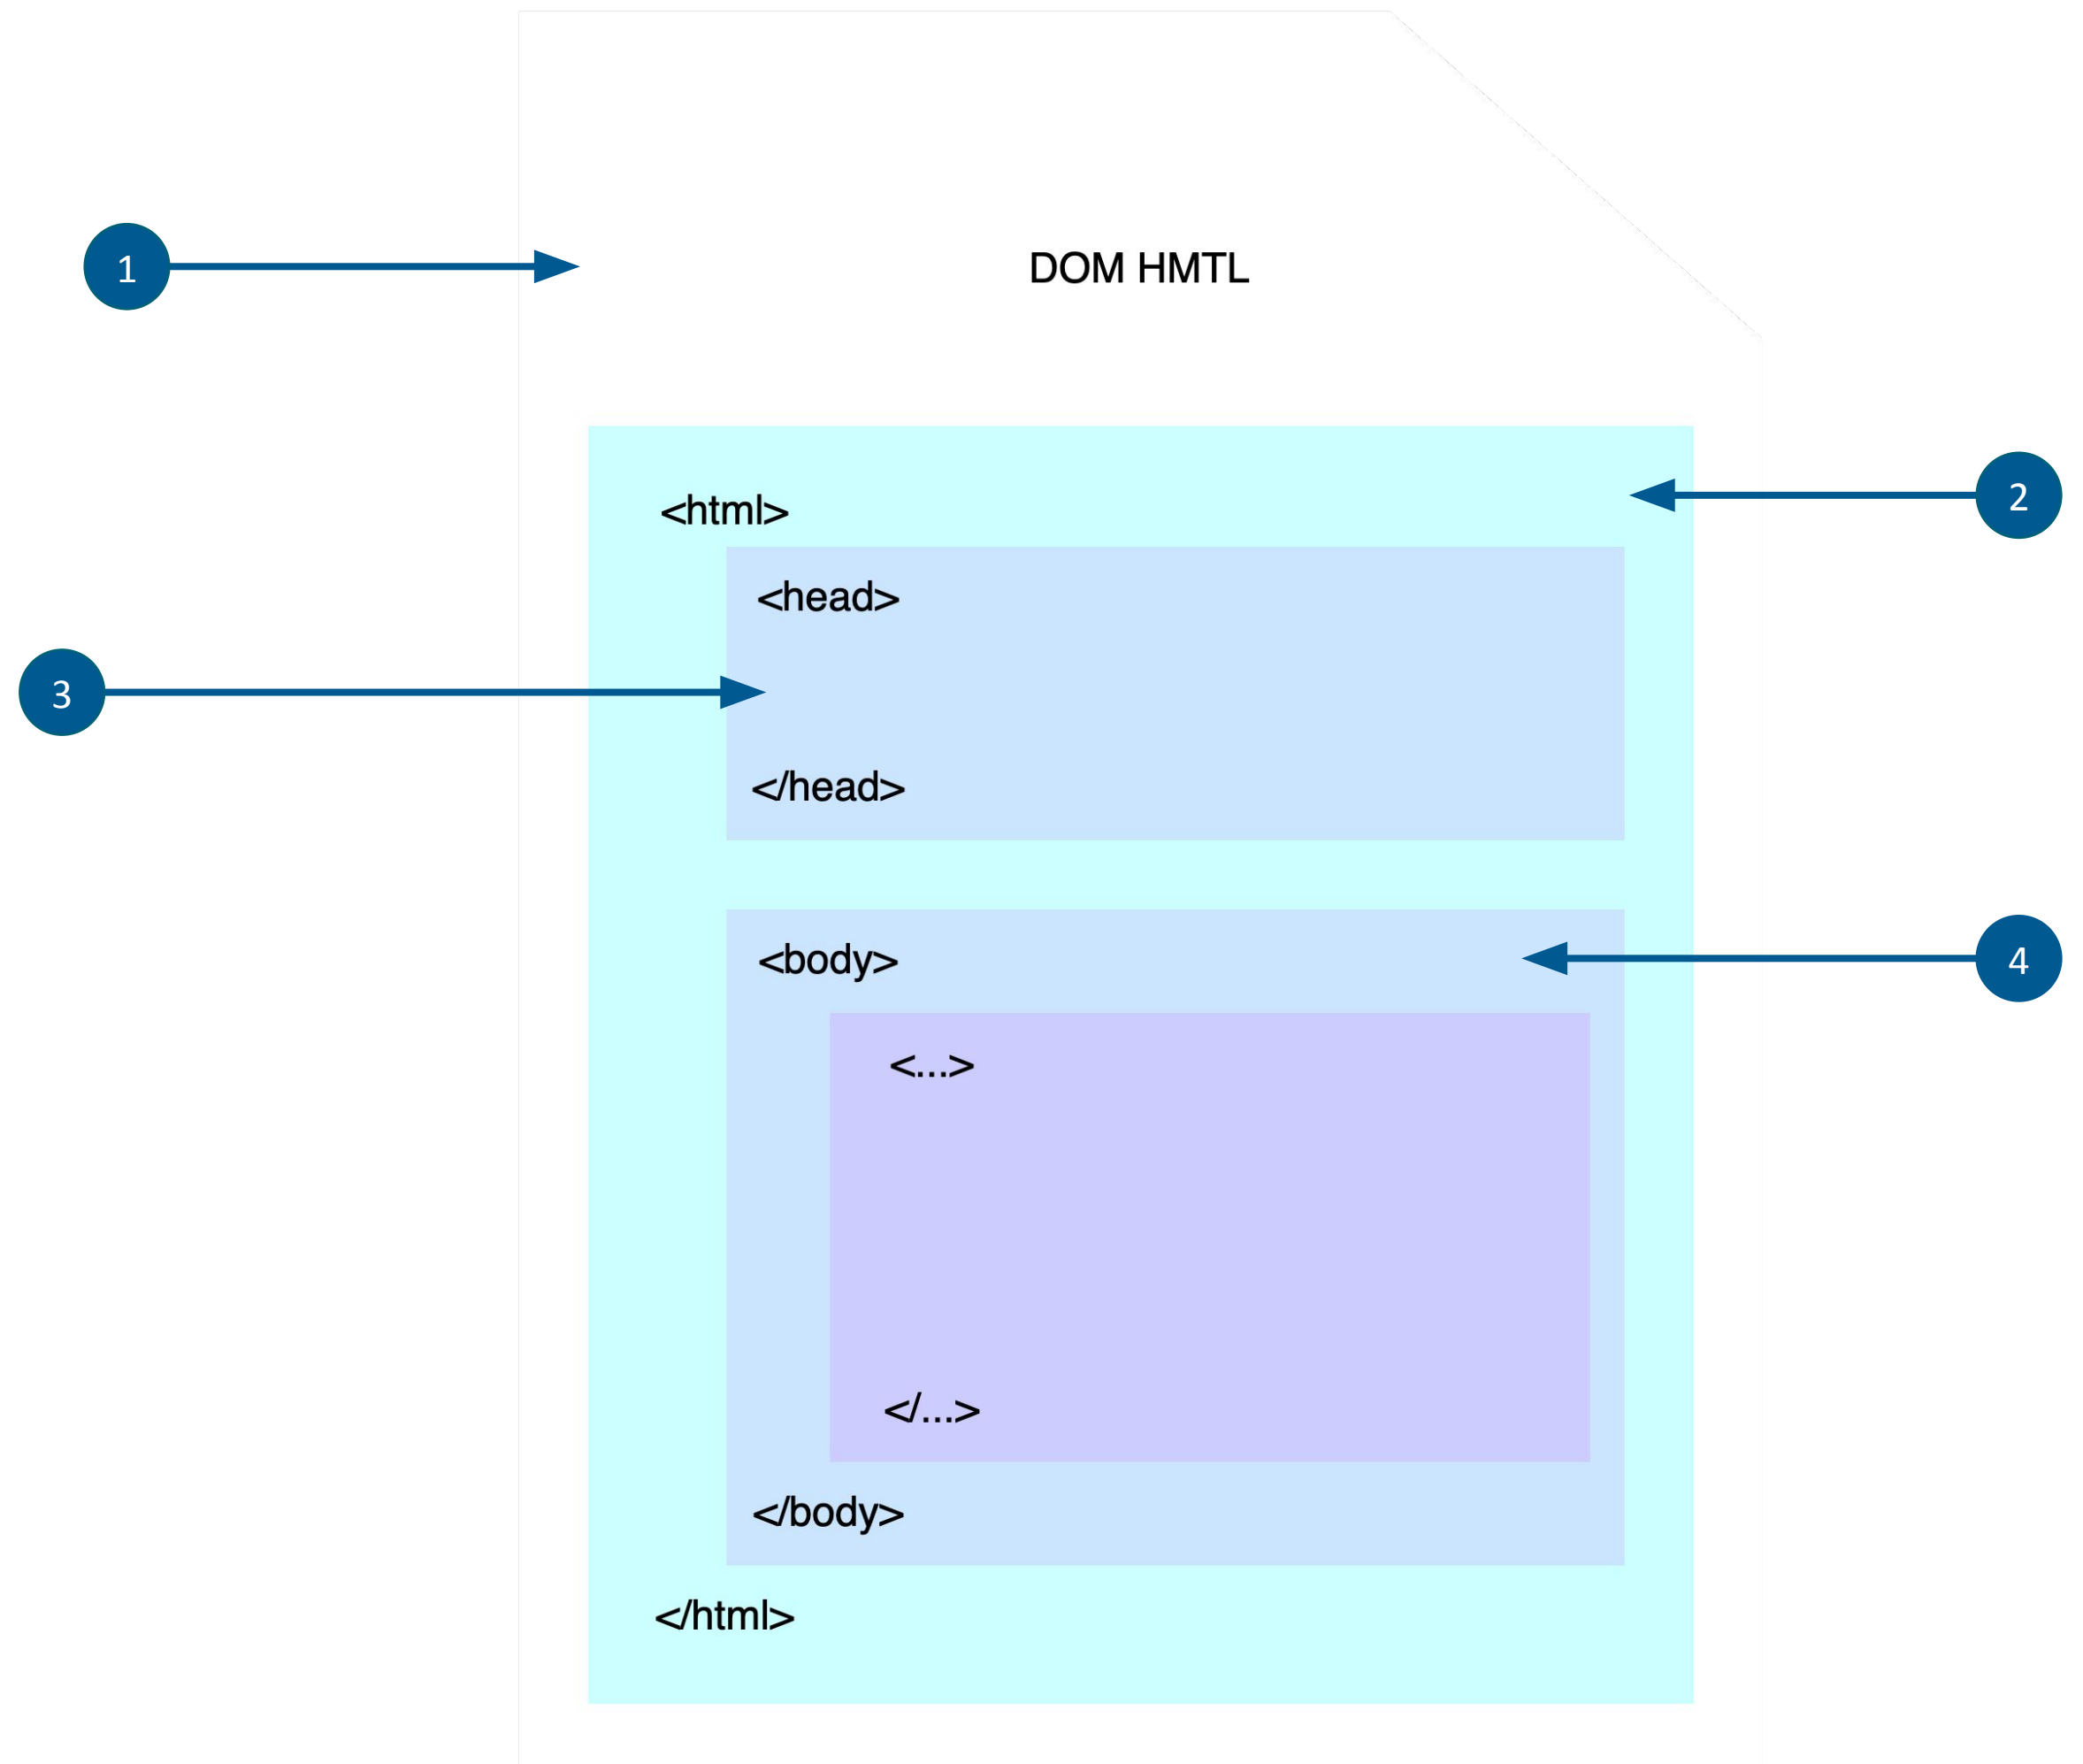 1
DOM HMTL
<html>
2
<head>
3
</head>
<body>
4
<...>
</...>
</body>
</html>